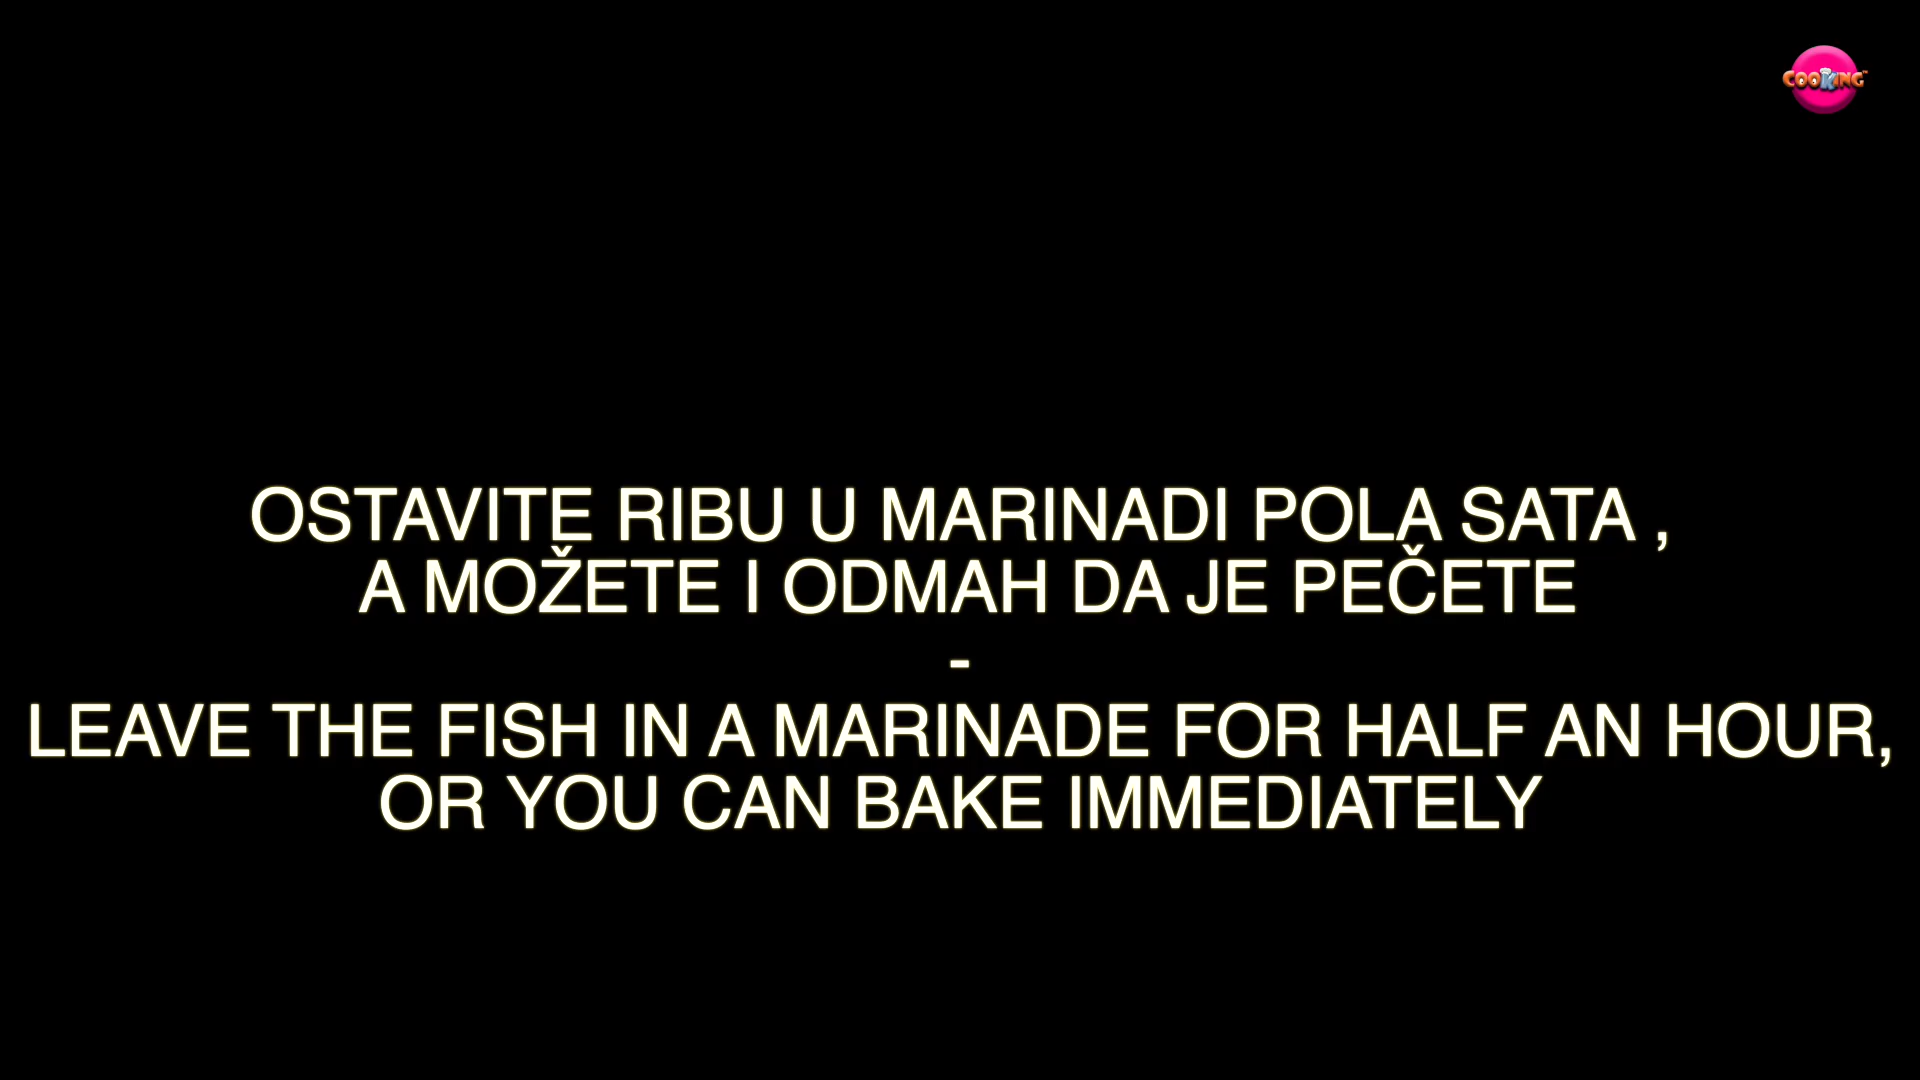 COOKING™
OSTAVITE RIBU U MARINADI POLA SATA ,
A MOŽETE I ODMAH DA JE PEČETE
-
LEAVE THE FISH IN A MARINADE FOR HALF AN HOUR,
OR YOU CAN BAKE IMMEDIATELY